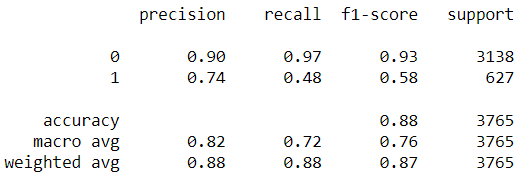 precision recall f1-score support
0 0.90 0.97 0.93 3138
1 0.74 0.48 0.58 627
accuracy 0.88 3765
macro avg 0.82 0.72 0.76 3765
weighted avg 0.88 0.88 0.87 3765